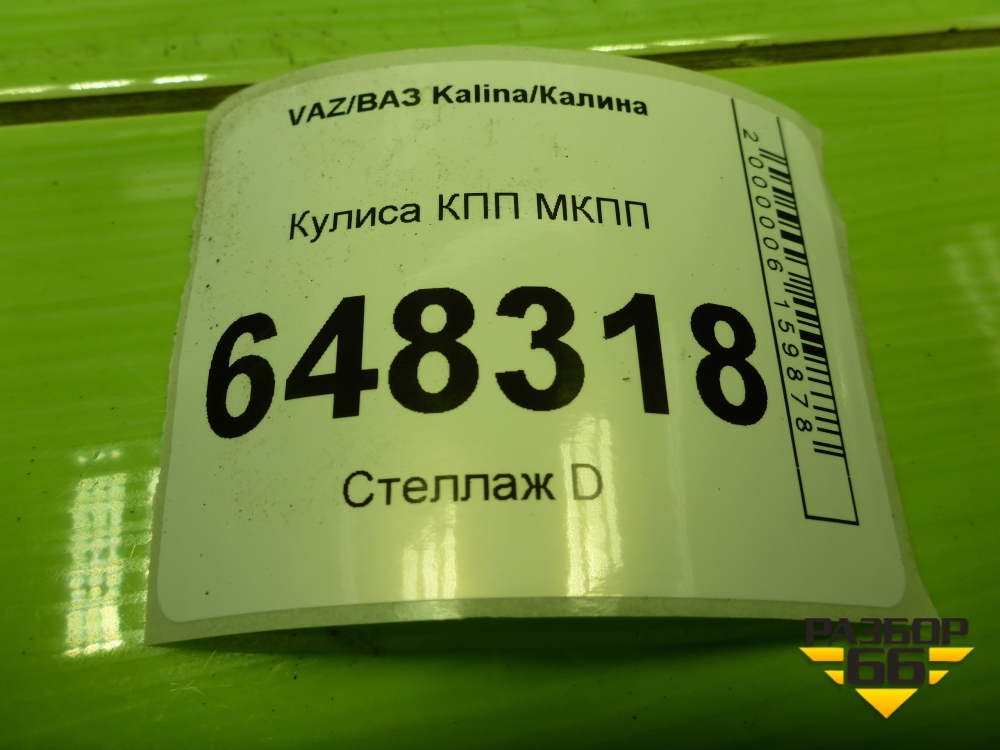 VAZ/ВАЗ Kalina/Калина
Кулиса КПП МКПП
648318
Стеллаж D
2000006159878
РАЗБОР
66